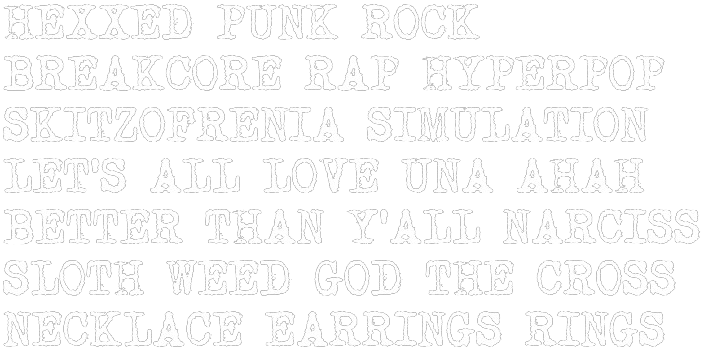 HEXXED PUNK ROCK
BREAKCORE RAP HYPERPOP
SKITZOFRENIA SIMULATION
LET'S ALL LOVE UNA AHAH
BETTER THAN Y'ALL NARCISS
SLOTH WEED GOD THE CROSS
NECKLACE EARRINGS RINGS